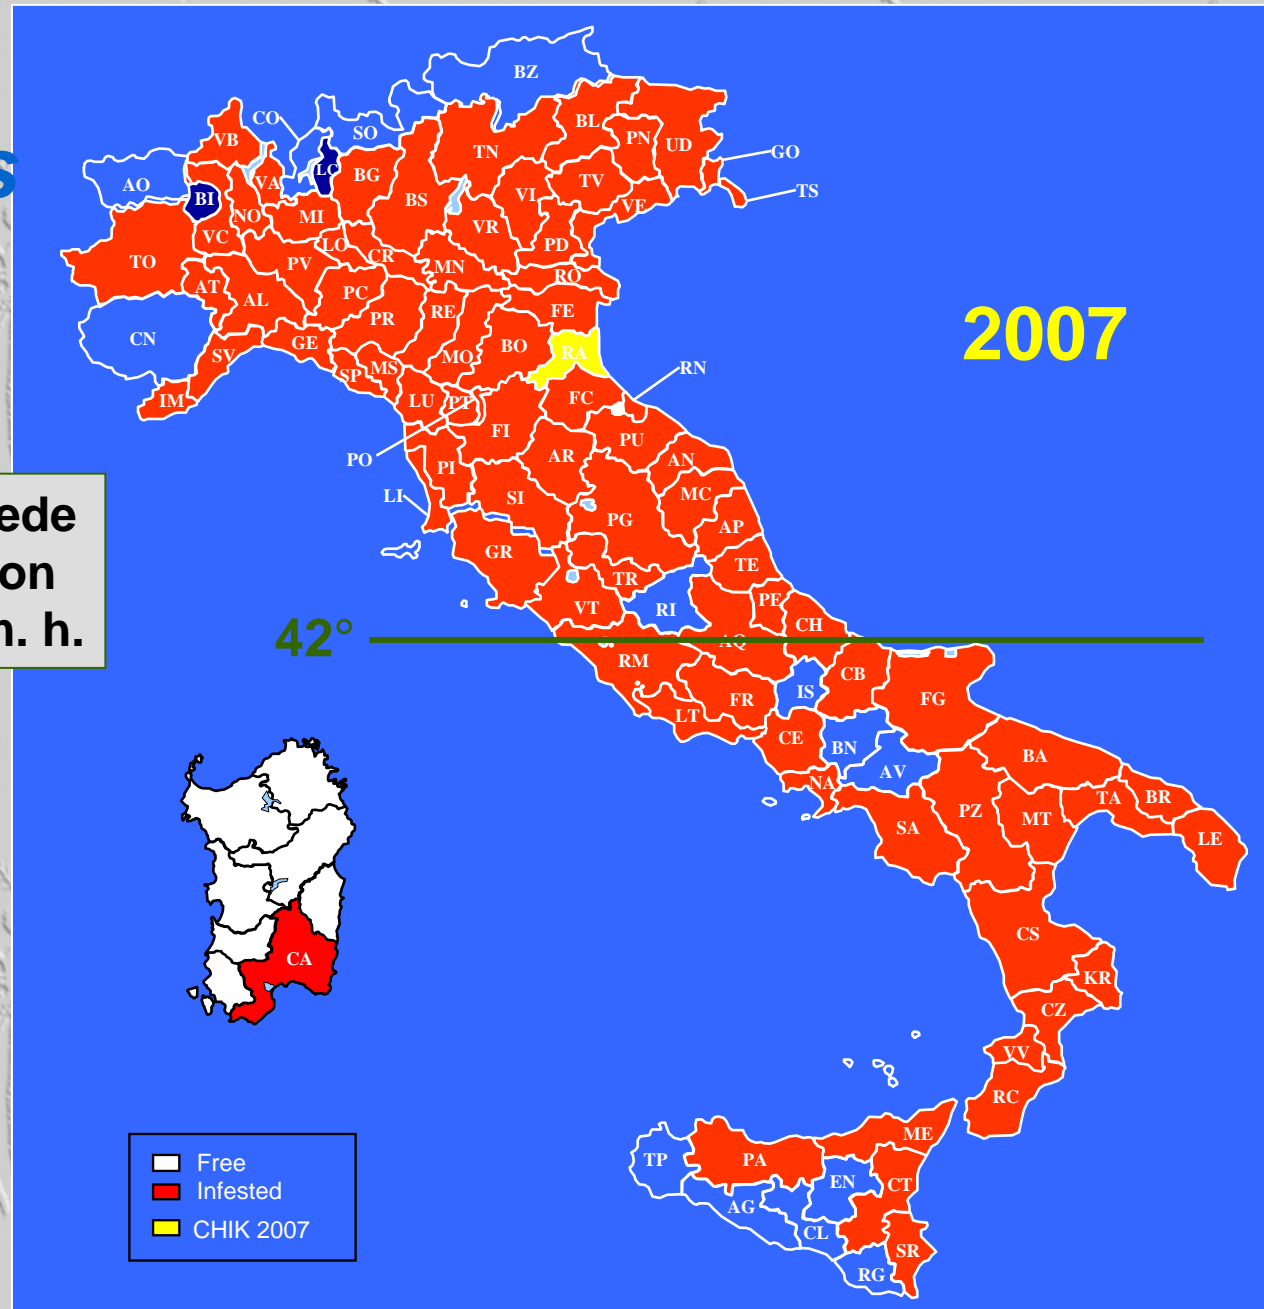 s
2007
ede
on
n. h.
42°
BZ
CO
SO
VB
LC
BG
TN
BL
PN
UD
GO
TS
AO
BI
VA
BS
VI
TV
VE
NO
MI
VR
PD
VC
LO
CR
TO
PV
MN
RO
AT
AL
PC
PR
RE
FE
CN
GE
MO
BO
RA
SV
SP
MS
RN
IM
LU
PT
FC
PO
FI
PU
PI
AR
AN
LI
SI
MC
PG
AP
GR
TE
TR
VT
RI
PE
CH
AQ
RM
CB
IS
FR
FG
LT
CE
BN
AV
BA
NA
PZ
MT
TA
BR
SA
LE
CS
KR
CZ
VV
RC
CA
ME
TP
PA
EN
CT
AG
CL
SR
RG
Free
Infested
CHIK 2007